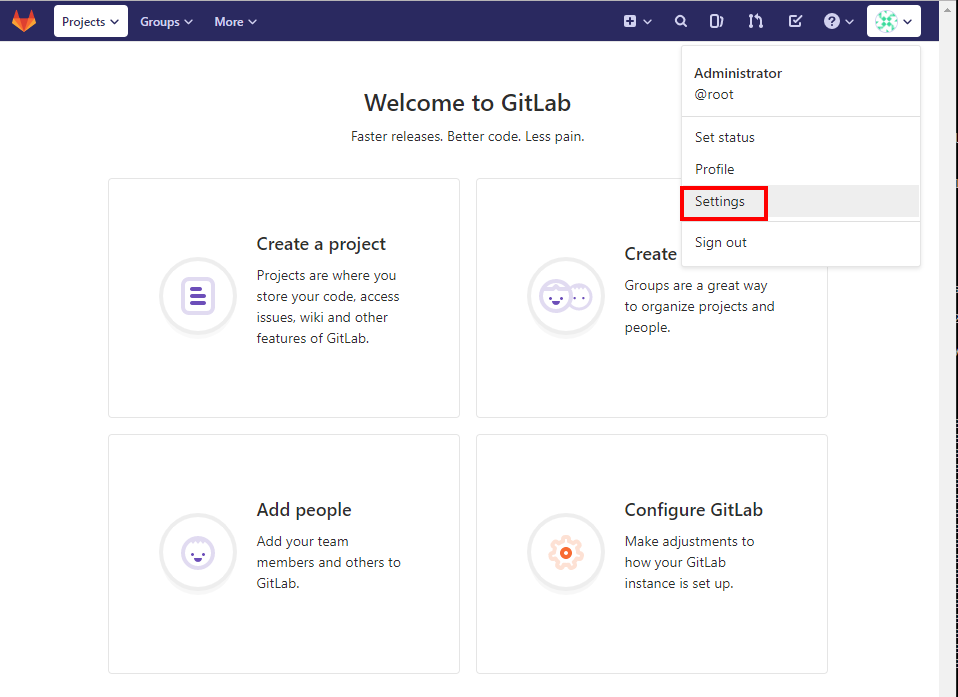 Projects Groups More
Administrator
@root
Set status
Profile
Settings
Sign out
Welcome to GitLab
Faster releases. Better code. Less pain.
Create a project
Projects are where you
store your code, access
issues, wiki and other
features of GitLab.
Create
Groups are a great way
to organize projects and
people.
Add people
Add your team
members and others to
GitLab.
Configure GitLab
Make adjustments to
how your GitLab
instance is set up.